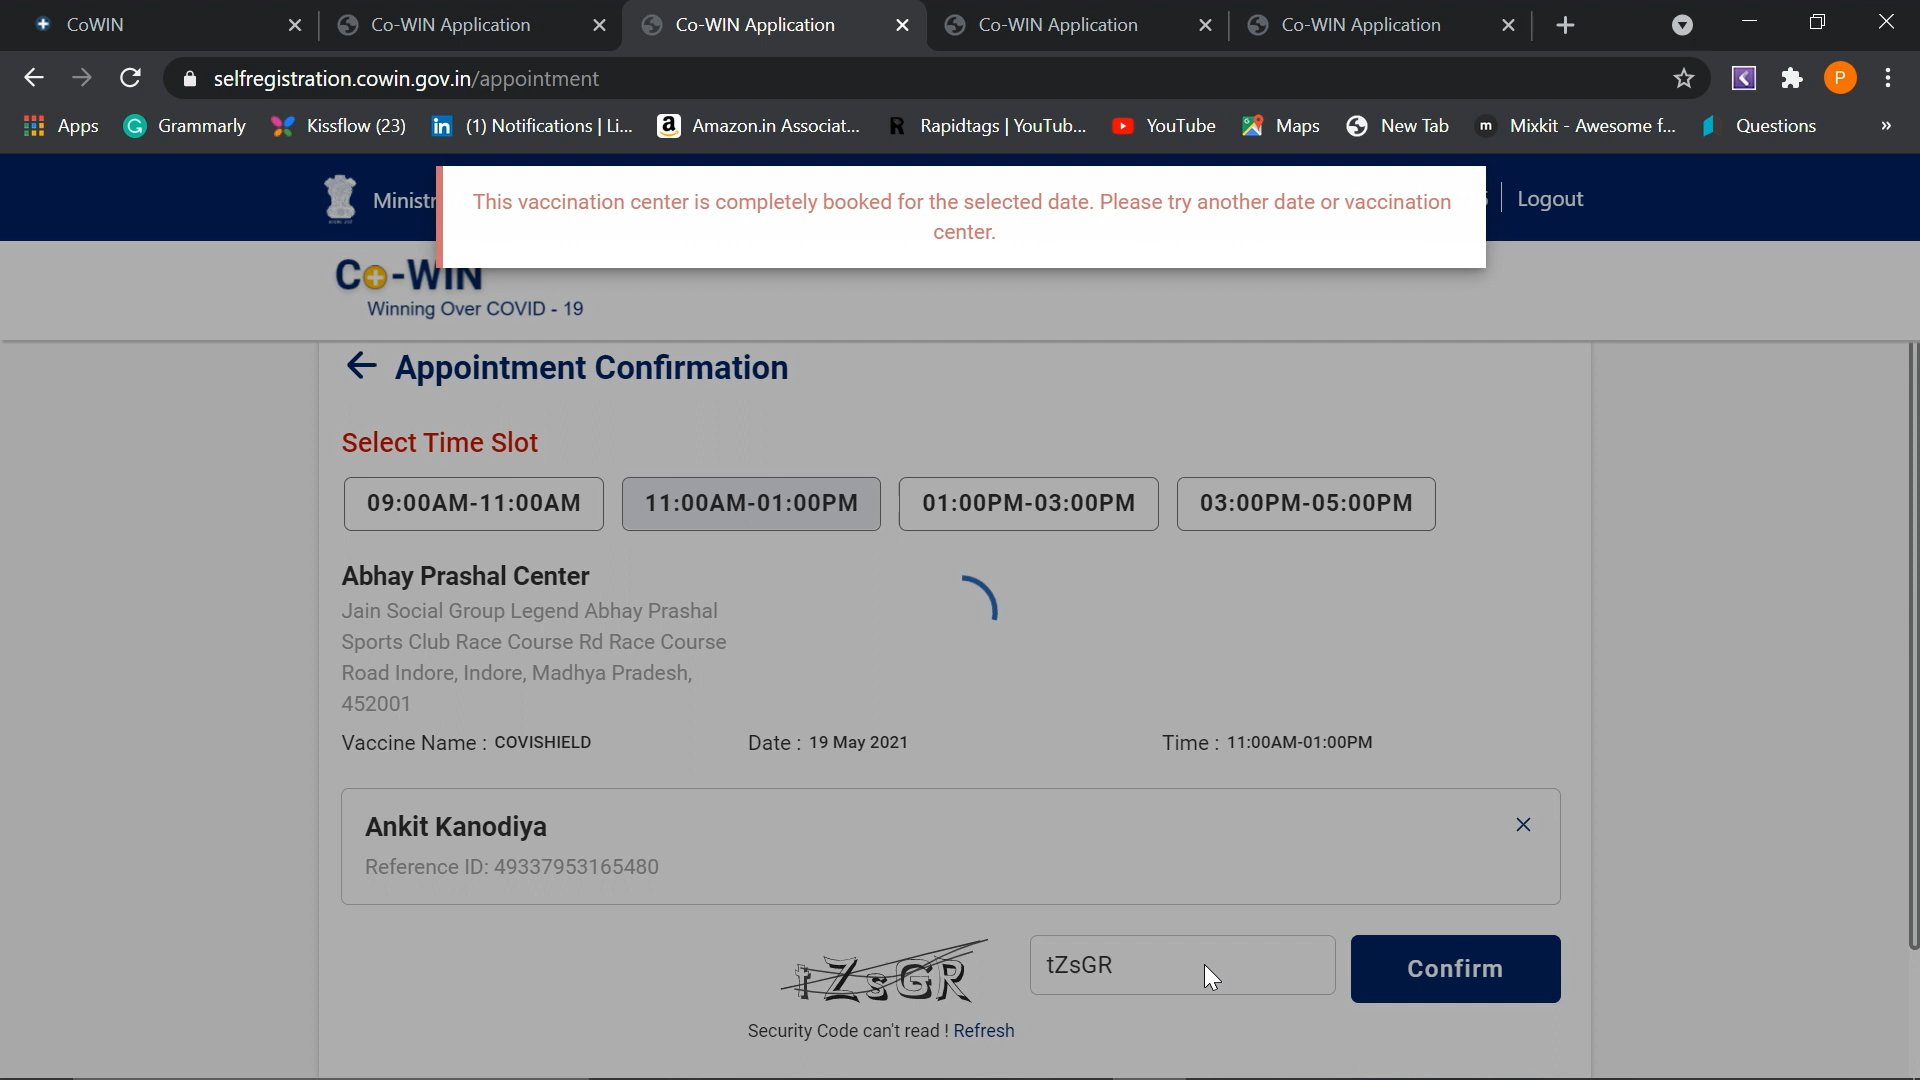 CoWIN
Co-WIN Application
Co-WIN Application
Co-WIN Application
Co-WIN Application
selfregistration.cowin.gov.in/appointment
P
Apps
Grammarly
Kissflow (23)
(1) Notifications | Li...
Amazon.in Associat...
Rapidtags | YouTub...
YouTube
Maps
New Tab
Mixkit - Awesome f...
Questions
»
Ministr
This vaccination center is completely booked for the selected date. Please try another date or vaccination
center.
Logout
Co-WIN
Winning Over COVID - 19
Appointment Confirmation
Select Time Slot
09:00AM-11:00AM
11:00AM-01:00PM
01:00PM-03:00PM
03:00PM-05:00PM
Abhay Prashal Center
Jain Social Group Legend Abhay Prashal
Sports Club Race Course Rd Race Course
Road Indore, Indore, Madhya Pradesh,
452001
Vaccine Name : COVISHIELD
Date : 19 May 2021
Time : 11:00AM-01:00PM
Ankit Kanodiya
Reference ID: 49337953165480
tZsGR
tZsGR
Confirm
Security Code can't read ! Refresh